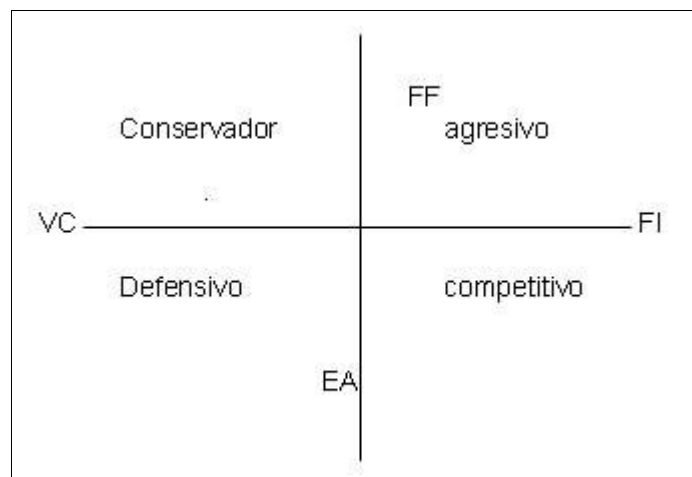 FF
Conservador agresivo
VC FI
Defensivo competitivo
EA